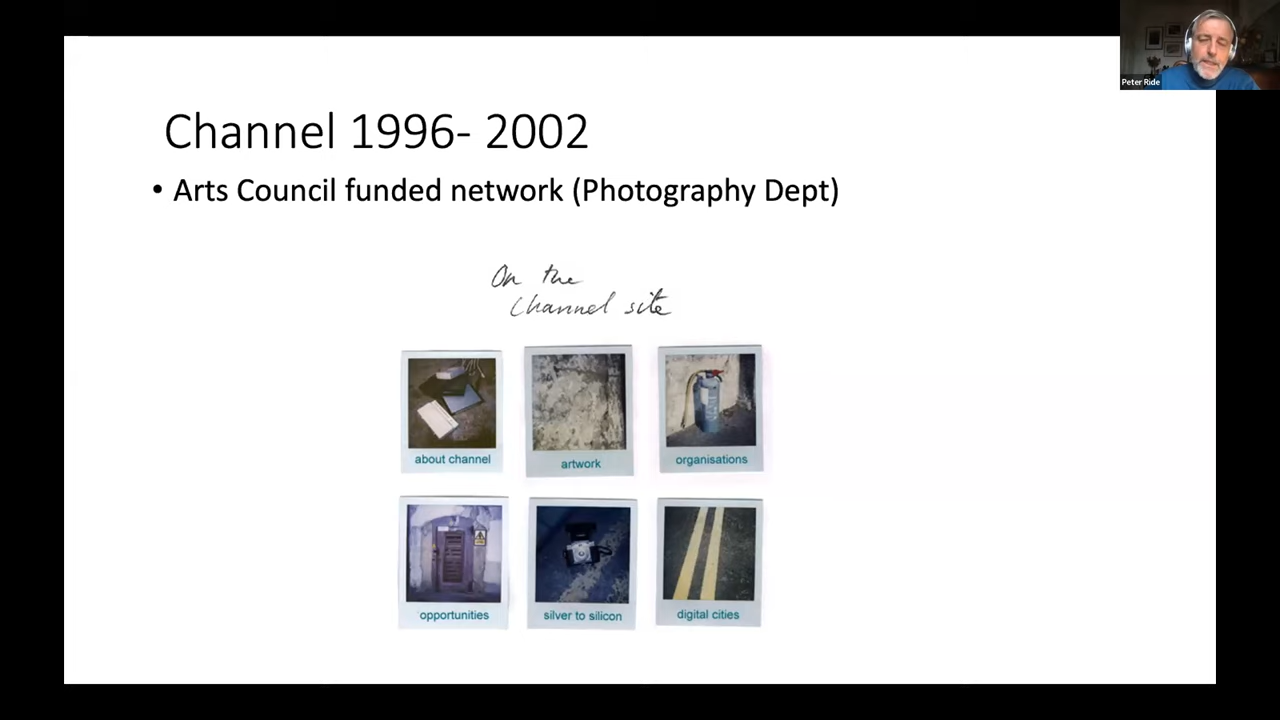 Peter Ride
Channel 1996- 2002
• Arts Council funded network (Photography Dept)
On the
Channel site
about channel
artwork
organisations
opportunities
silver to silicon
digital cities